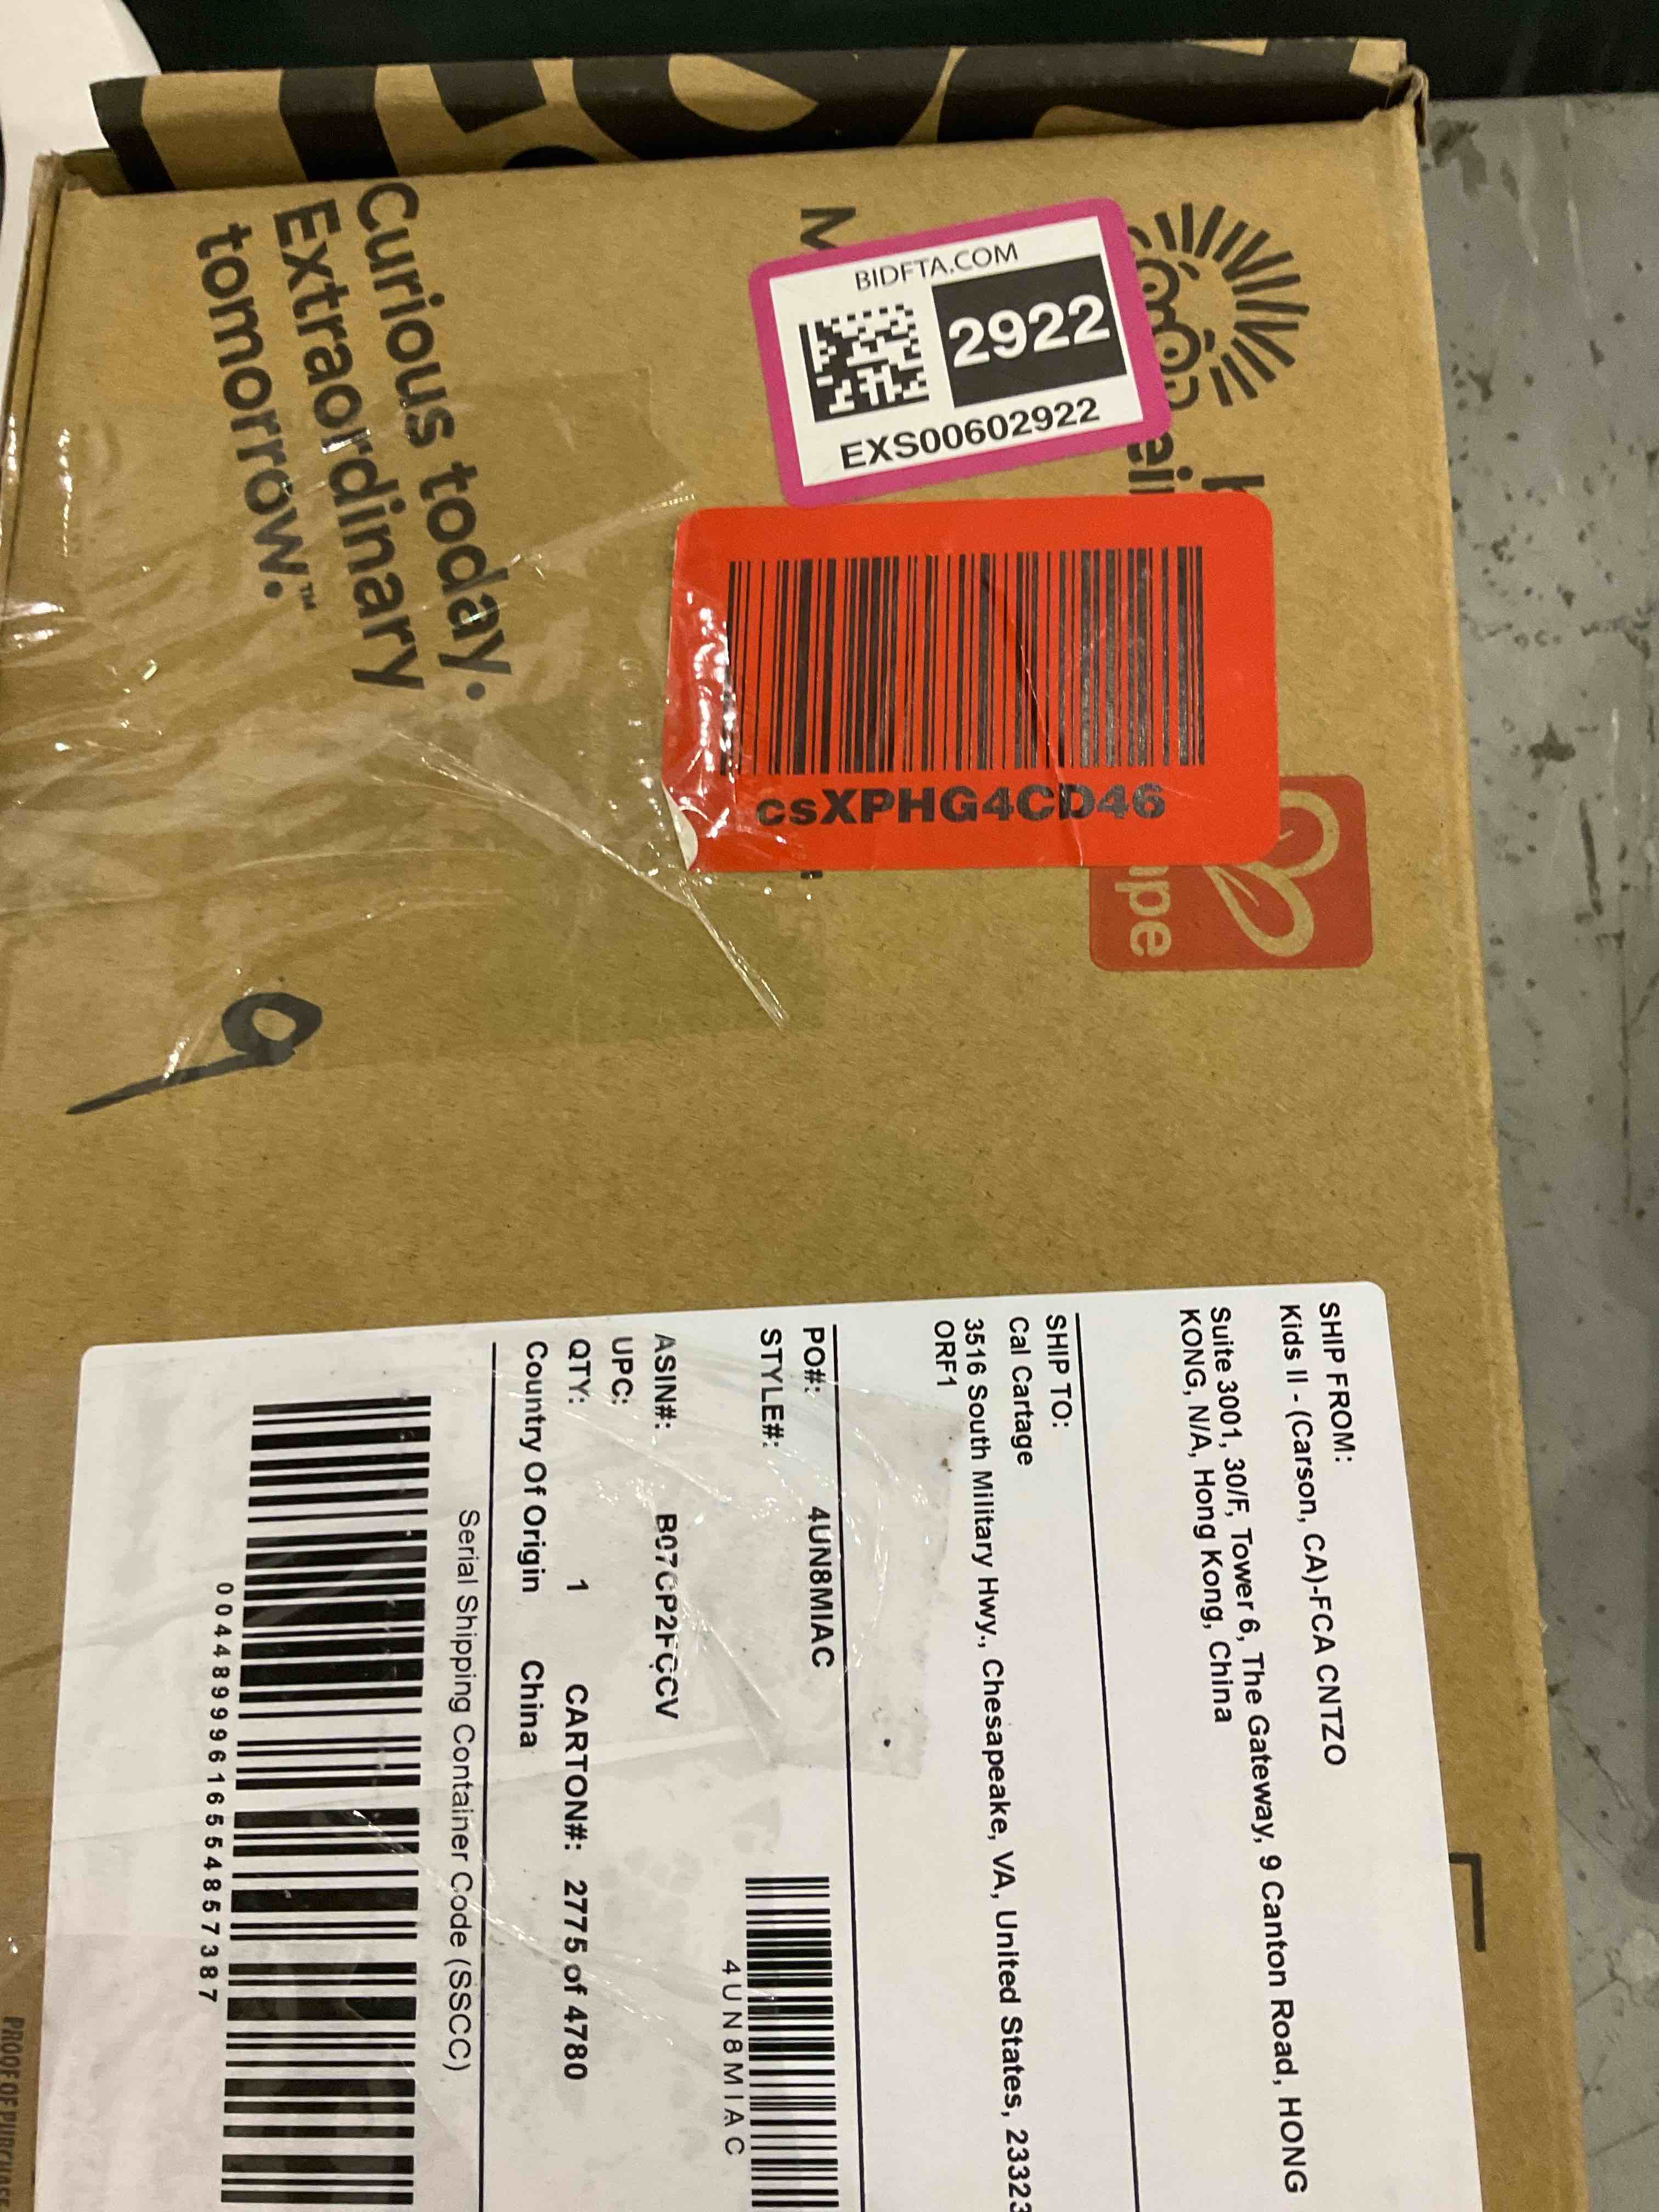 Curious today.
Extraordinary
tomorrow.™
BIDFTA.COM
2922
EXS00602922
csXPHG4CD46
9
SHIP FROM:
Kids II - (Carson, CA)-FCA CNTZO
Suite 3001, 30/F, Tower 6, The Gateway, 9 Canton Road, HONG
KONG, N/A, Hong Kong, China
SHIP TO:
Cal Cartage
3516 South Military Hwy., Chesapeake, VA, United States, 23323
ORF1
PO#: 4UN8MIAC
STYLE#:
4UN8MIAC
ASIN#:
UPC:
QTY: 1 CARTON#: 2775 of 4780
Country Of Origin China
Serial Shipping Container Code (SSCC)
00448999616554857387
PROOF OF PURCHASE